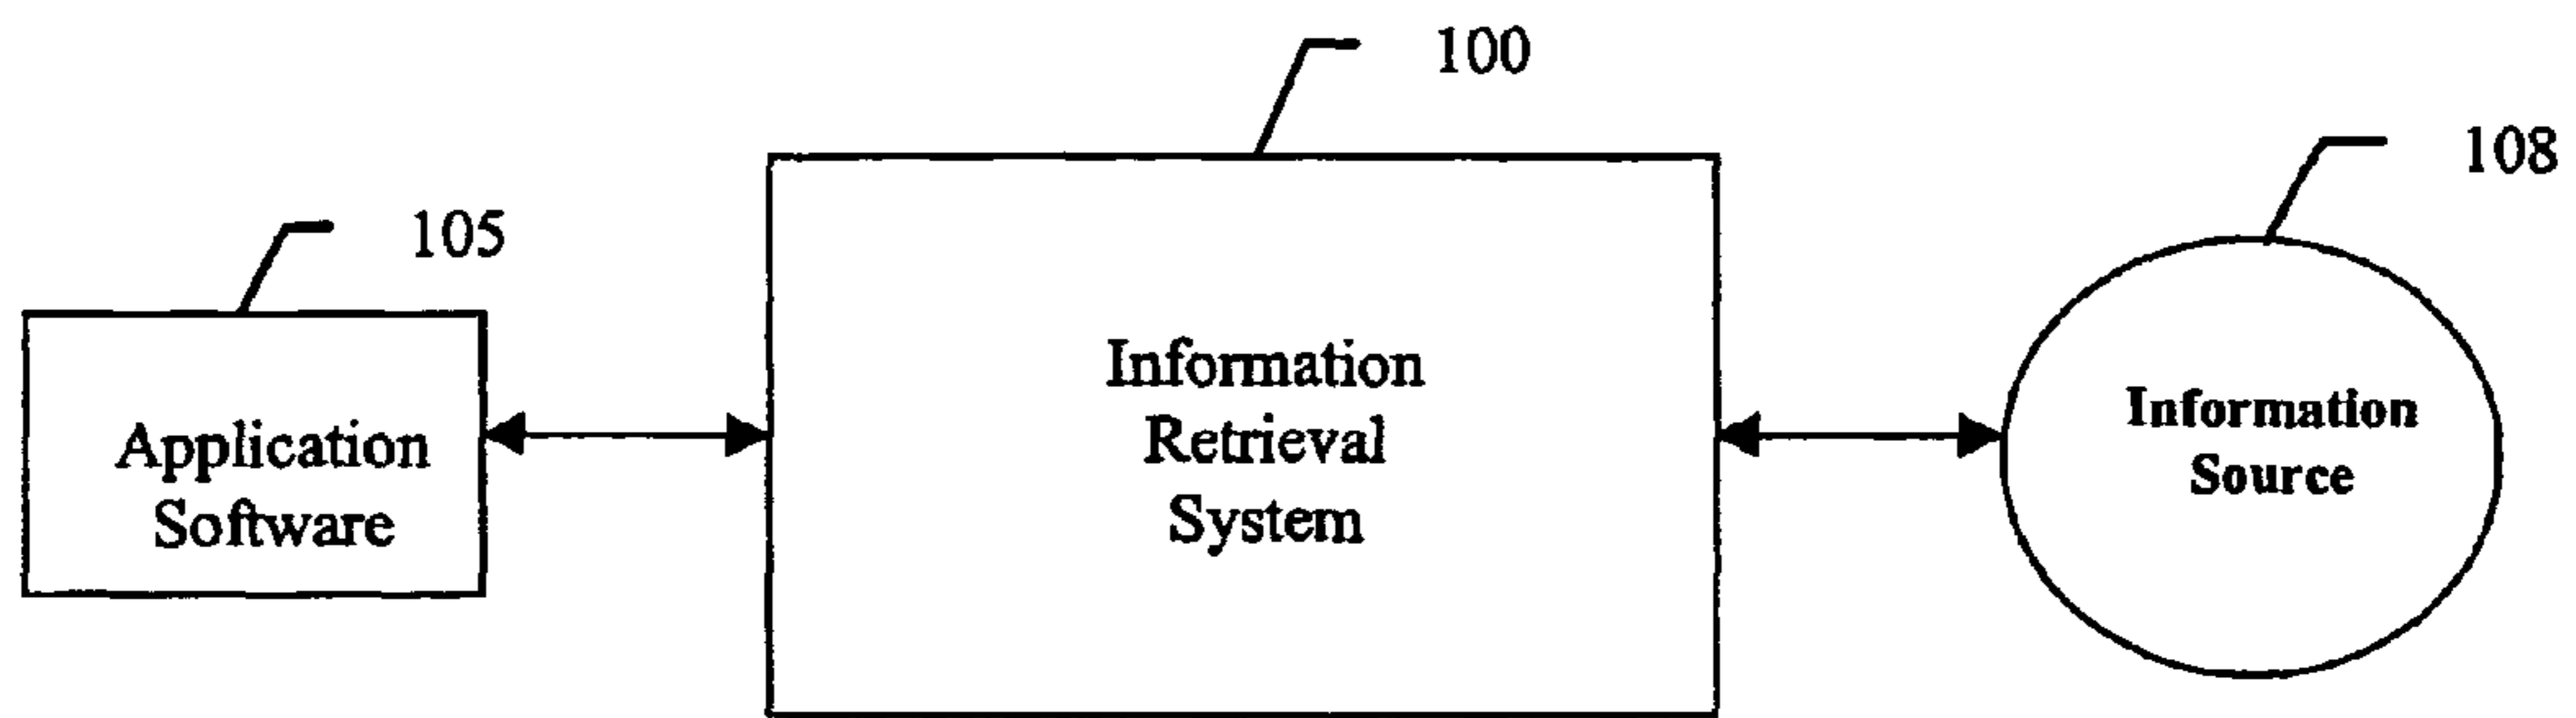 100
108
105
Application
Software
Information
Retrieval
System
Information
Source